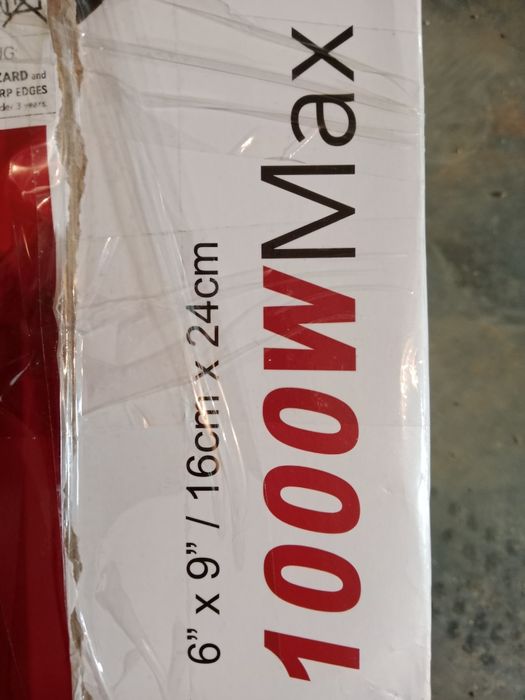 ZARD and
RP EDGES
der 3 years.
6" x 9" / 16cm x 24cm
1000WMax